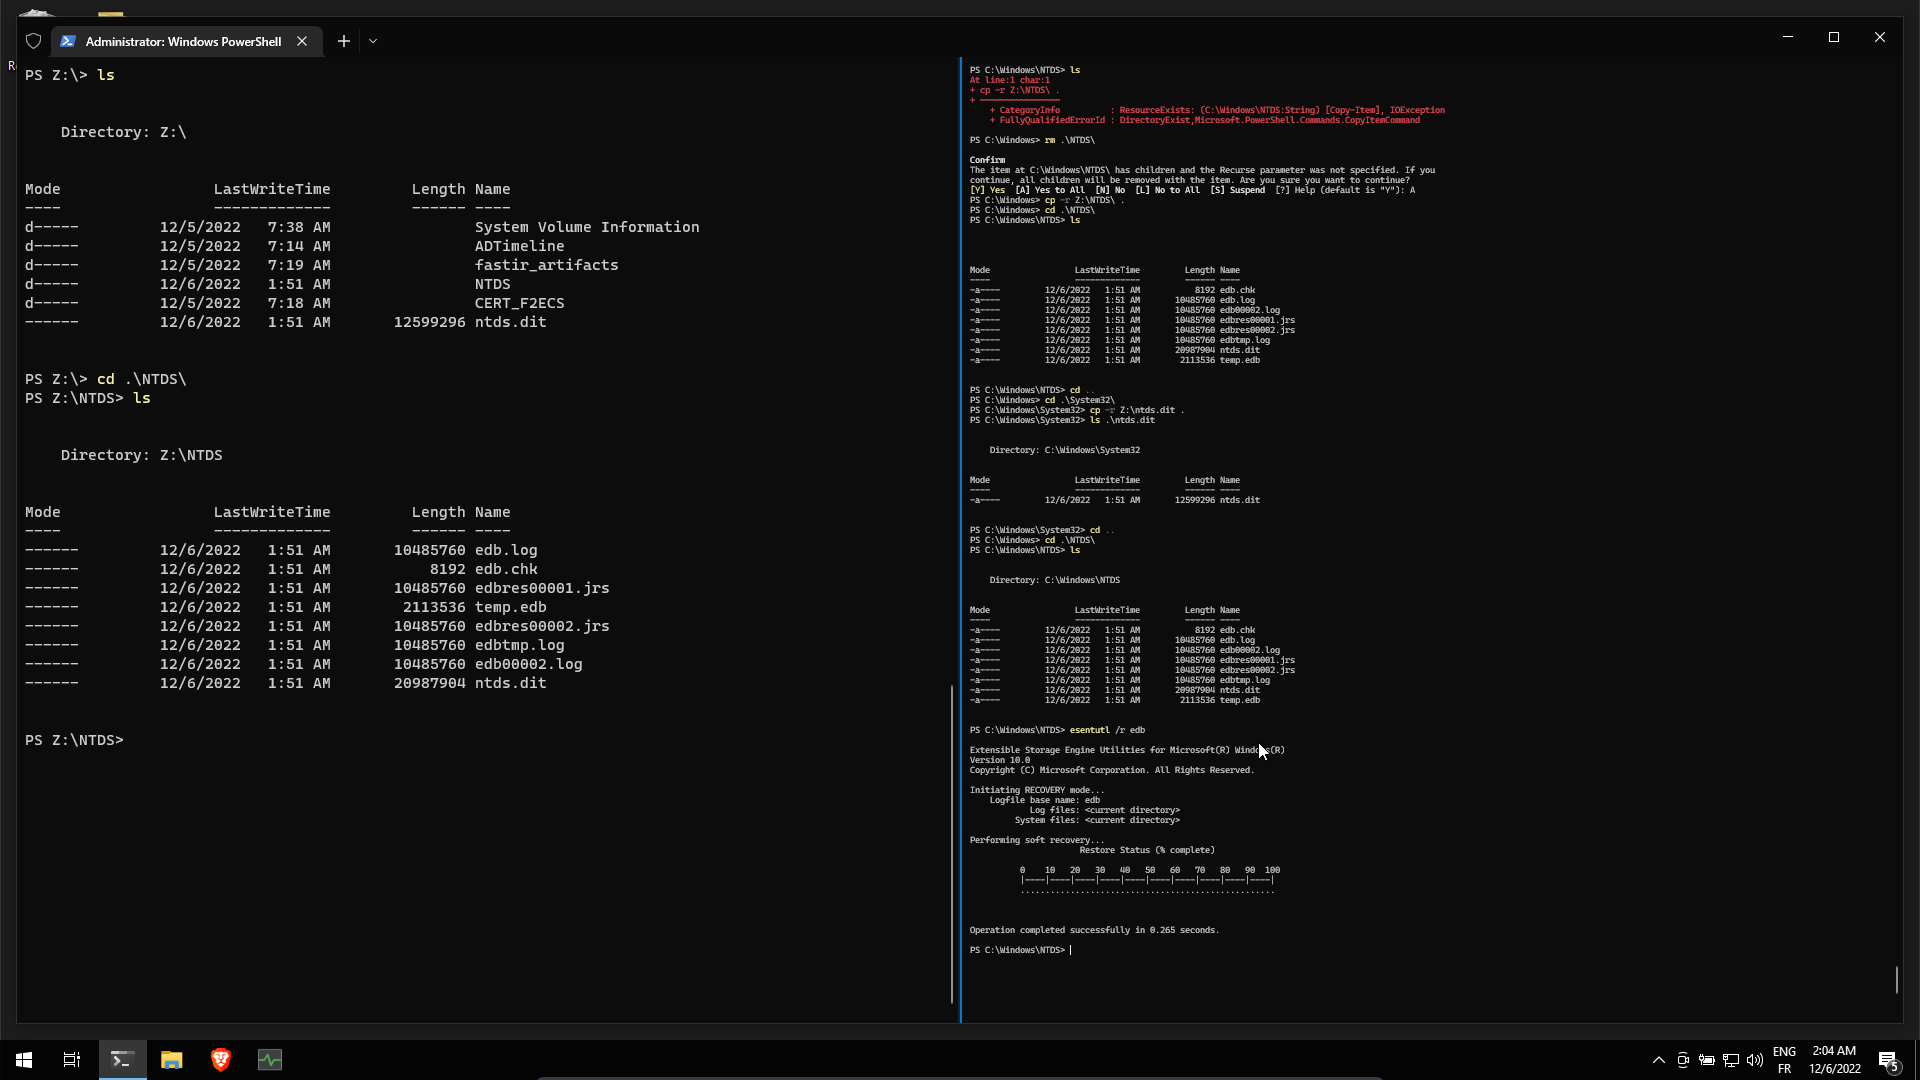 Administrator: Windows PowerShell
PS Z:\> ls
Directory: Z:\
Mode LastWriteTime Length Name
---- ------------- ------ ----
d----- 12/5/2022 7:38 AM System Volume Information
d----- 12/5/2022 7:14 AM ADTimeline
d----- 12/5/2022 7:19 AM fastir_artifacts
d----- 12/6/2022 1:51 AM NTDS
d----- 12/5/2022 7:18 AM CERT_F2ECS
------ 12/6/2022 1:51 AM 12599296 ntds.dit
PS Z:\> cd .\NTDS\
PS Z:\NTDS> ls
Directory: Z:\NTDS
Mode LastWriteTime Length Name
---- ------------- ------ ----
------ 12/6/2022 1:51 AM 10485760 edb.log
------ 12/6/2022 1:51 AM 8192 edb.chk
------ 12/6/2022 1:51 AM 10485760 edbres00001.jrs
------ 12/6/2022 1:51 AM 2113536 temp.edb
------ 12/6/2022 1:51 AM 10485760 edbres00002.jrs
------ 12/6/2022 1:51 AM 10485760 edbtmp.log
------ 12/6/2022 1:51 AM 10485760 edb00002.log
------ 12/6/2022 1:51 AM 20987904 ntds.dit
PS Z:\NTDS>
PS C:\Windows\NTDS> ls
At line:1 char:1
+ cp -r Z:\NTDS\ .
+ ~~~~~~~~~~~~~~~~
+ CategoryInfo : ResourceExists: (C:\Windows\NTDS:String) [Copy-Item], IOException
+ FullyQualifiedErrorId : DirectoryExist,Microsoft.PowerShell.Commands.CopyItemCommand
PS C:\Windows> rm .\NTDS\
Confirm
The item at C:\Windows\NTDS\ has children and the Recurse parameter was not specified. If you
continue, all children will be removed with the item. Are you sure you want to continue?
[Y] Yes [A] Yes to All [N] No [L] No to All [S] Suspend [?] Help (default is "Y"): A
PS C:\Windows> cp -r Z:\NTDS\ .
PS C:\Windows> cd .\NTDS\
PS C:\Windows\NTDS> ls
Mode LastWriteTime Length Name
---- ------------- ------ ----
-a---- 12/6/2022 1:51 AM 8192 edb.chk
-a---- 12/6/2022 1:51 AM 10485760 edb.log
-a---- 12/6/2022 1:51 AM 10485760 edb00002.log
-a---- 12/6/2022 1:51 AM 10485760 edbres00001.jrs
-a---- 12/6/2022 1:51 AM 10485760 edbres00002.jrs
-a---- 12/6/2022 1:51 AM 10485760 edbtmp.log
-a---- 12/6/2022 1:51 AM 20987904 ntds.dit
-a---- 12/6/2022 1:51 AM 2113536 temp.edb
PS C:\Windows\NTDS> cd ..
PS C:\Windows> cd .\System32\
PS C:\Windows\System32> cp -r Z:\ntds.dit .
PS C:\Windows\System32> ls .\ntds.dit
Directory: C:\Windows\System32
Mode LastWriteTime Length Name
---- ------------- ------ ----
-a---- 12/6/2022 1:51 AM 12599296 ntds.dit
PS C:\Windows\System32> cd ..
PS C:\Windows> cd .\NTDS\
PS C:\Windows\NTDS> ls
Directory: C:\Windows\NTDS
Mode LastWriteTime Length Name
---- ------------- ------ ----
-a---- 12/6/2022 1:51 AM 8192 edb.chk
-a---- 12/6/2022 1:51 AM 10485760 edb.log
-a---- 12/6/2022 1:51 AM 10485760 edb00002.log
-a---- 12/6/2022 1:51 AM 10485760 edbres00001.jrs
-a---- 12/6/2022 1:51 AM 10485760 edbres00002.jrs
-a---- 12/6/2022 1:51 AM 10485760 edbtmp.log
-a---- 12/6/2022 1:51 AM 20987904 ntds.dit
-a---- 12/6/2022 1:51 AM 2113536 temp.edb
PS C:\Windows\NTDS> esentutl /r edb
Extensible Storage Engine Utilities for Microsoft(R) Windows(R)
Version 10.0
Copyright (C) Microsoft Corporation. All Rights Reserved.
Initiating RECOVERY mode...
Logfile base name: edb
Log files: <current directory>
System files: <current directory>
Performing soft recovery...
Restore Status (% complete)
0 10 20 30 40 50 60 70 80 90 100
|----|----|----|----|----|----|----|----|----|----|
...................................................
Operation completed successfully in 0.265 seconds.
PS C:\Windows\NTDS>
ENG 2:04 AM
FR 12/6/2022 5